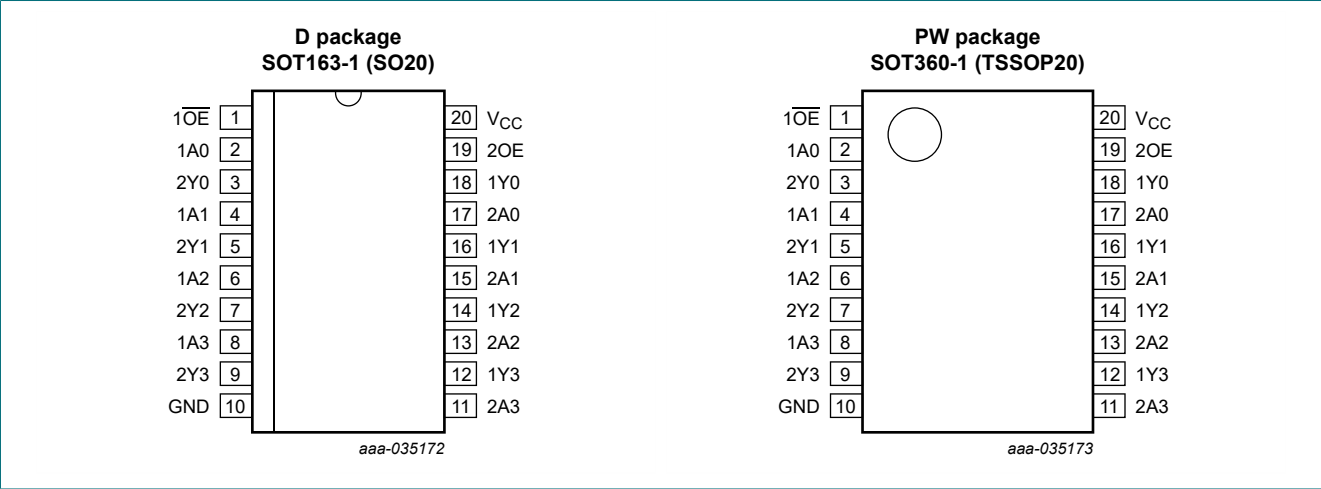 D package
SOT163-1 (SO20)
1O̅E̅ 1
1A0 2
2Y0 3
1A1 4
2Y1 5
1A2 6
2Y2 7
1A3 8
2Y3 9
GND 10
20 VCC
19 2OE
18 1Y0
17 2A0
16 1Y1
15 2A1
14 1Y2
13 2A2
12 1Y3
11 2A3
aaa-035172
PW package
SOT360-1 (TSSOP20)
1O̅E̅ 1
1A0 2
2Y0 3
1A1 4
2Y1 5
1A2 6
2Y2 7
1A3 8
2Y3 9
GND 10
20 VCC
19 2OE
18 1Y0
17 2A0
16 1Y1
15 2A1
14 1Y2
13 2A2
12 1Y3
11 2A3
aaa-035173